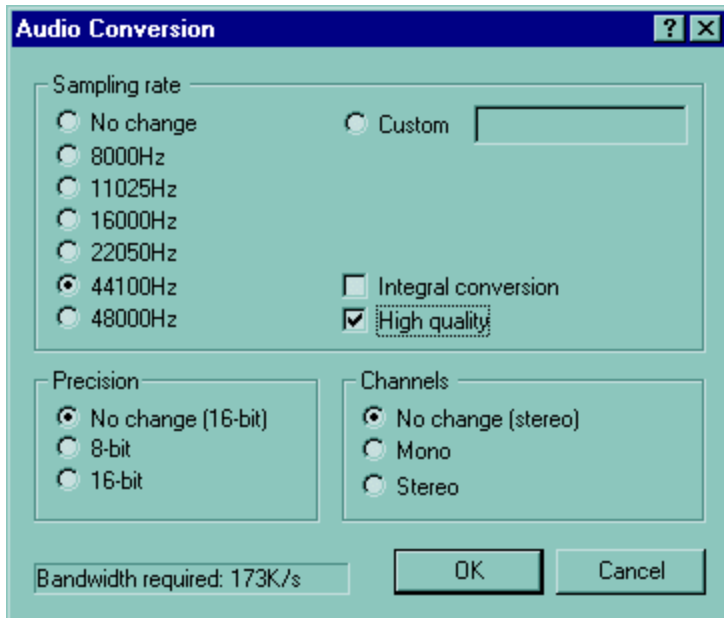 Audio Conversion
Sampling rate
No change
Custom
8000Hz
11025Hz
16000Hz
22050Hz
44100Hz
Integral conversion
48000Hz
High quality
Precision
No change (16-bit)
8-bit
16-bit
Channels
No change (stereo)
Mono
Stereo
Bandwidth required: 173K/s
OK
Cancel